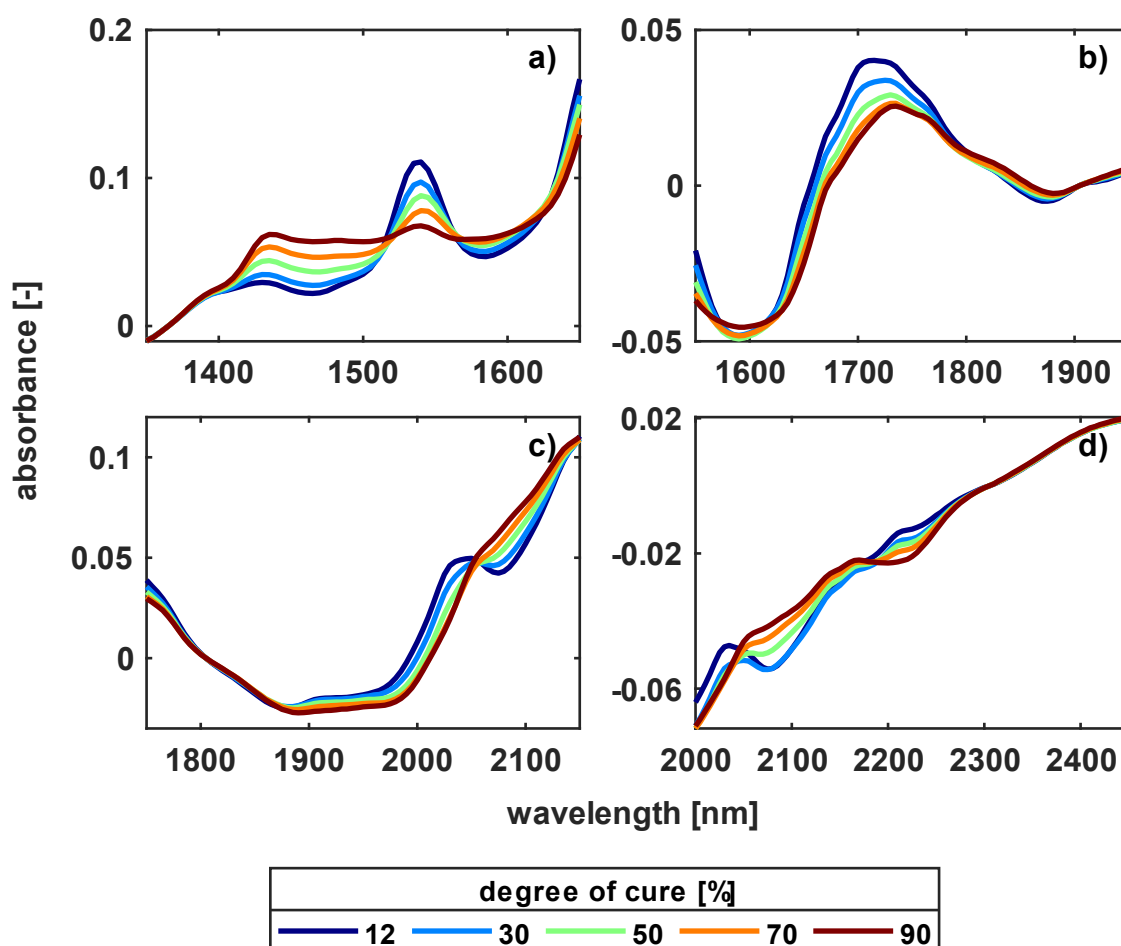 0.2
0.1
0
1400 1500 1600
a)
0.05
0
-0.05
1600 1700 1800 1900
b)
0.1
0.05
0
1800 1900 2000 2100
c)
0.02
-0.02
-0.06
2000 2100 2200 2300 2400
d)
absorbance [-]
wavelength [nm]
degree of cure [%]
12 30 50 70 90